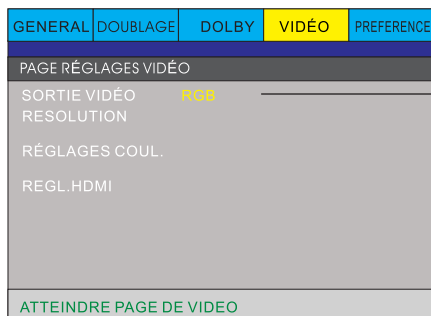 GENERAL DOUBLAGE DOLBY VIDÉO PREFERENCE
PAGE RÉGLAGES VIDÉO
SORTIE VIDÉO RGB
RESOLUTION
RÉGLAGES COUL.
REGL.HDMI
ATTEINDRE PAGE DE VIDEO